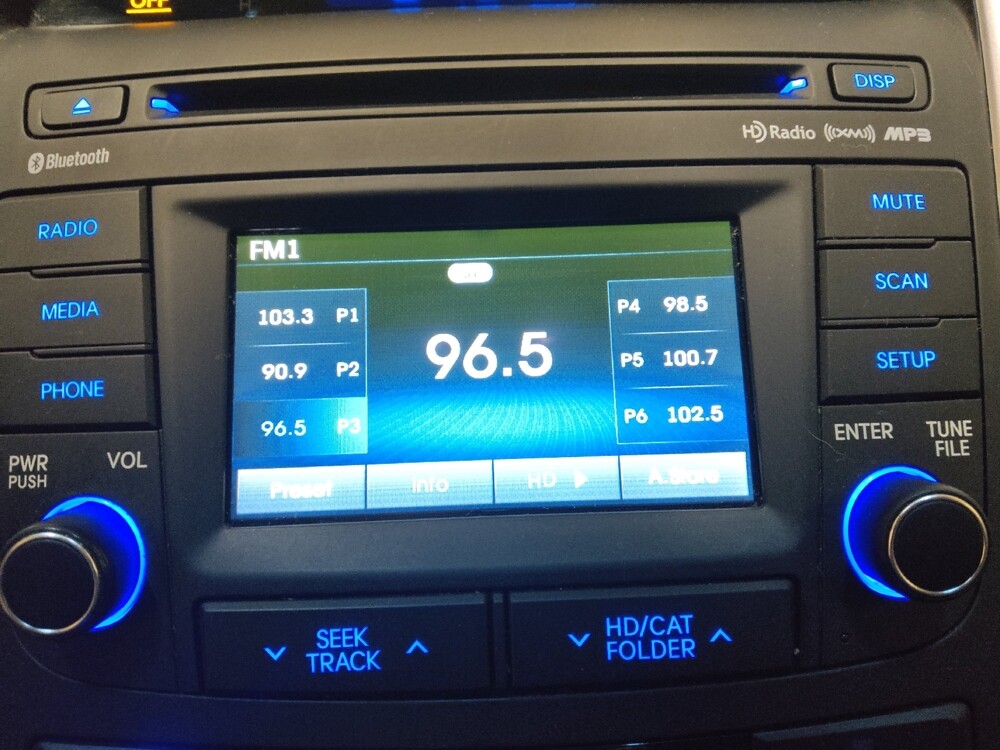 OFF
DISP
HD Radio ((XM)) MP3
Bluetooth
RADIO
MEDIA
PHONE
MUTE
SCAN
SETUP
FM1
103.3 P1
90.9 P2
96.5 P3
96.5
P4 98.5
P5 100.7
P6 102.5
Preset
Info
HD
A.Store
PWR
PUSH
VOL
ENTER
TUNE
FILE
SEEK
TRACK
HD/CAT
FOLDER